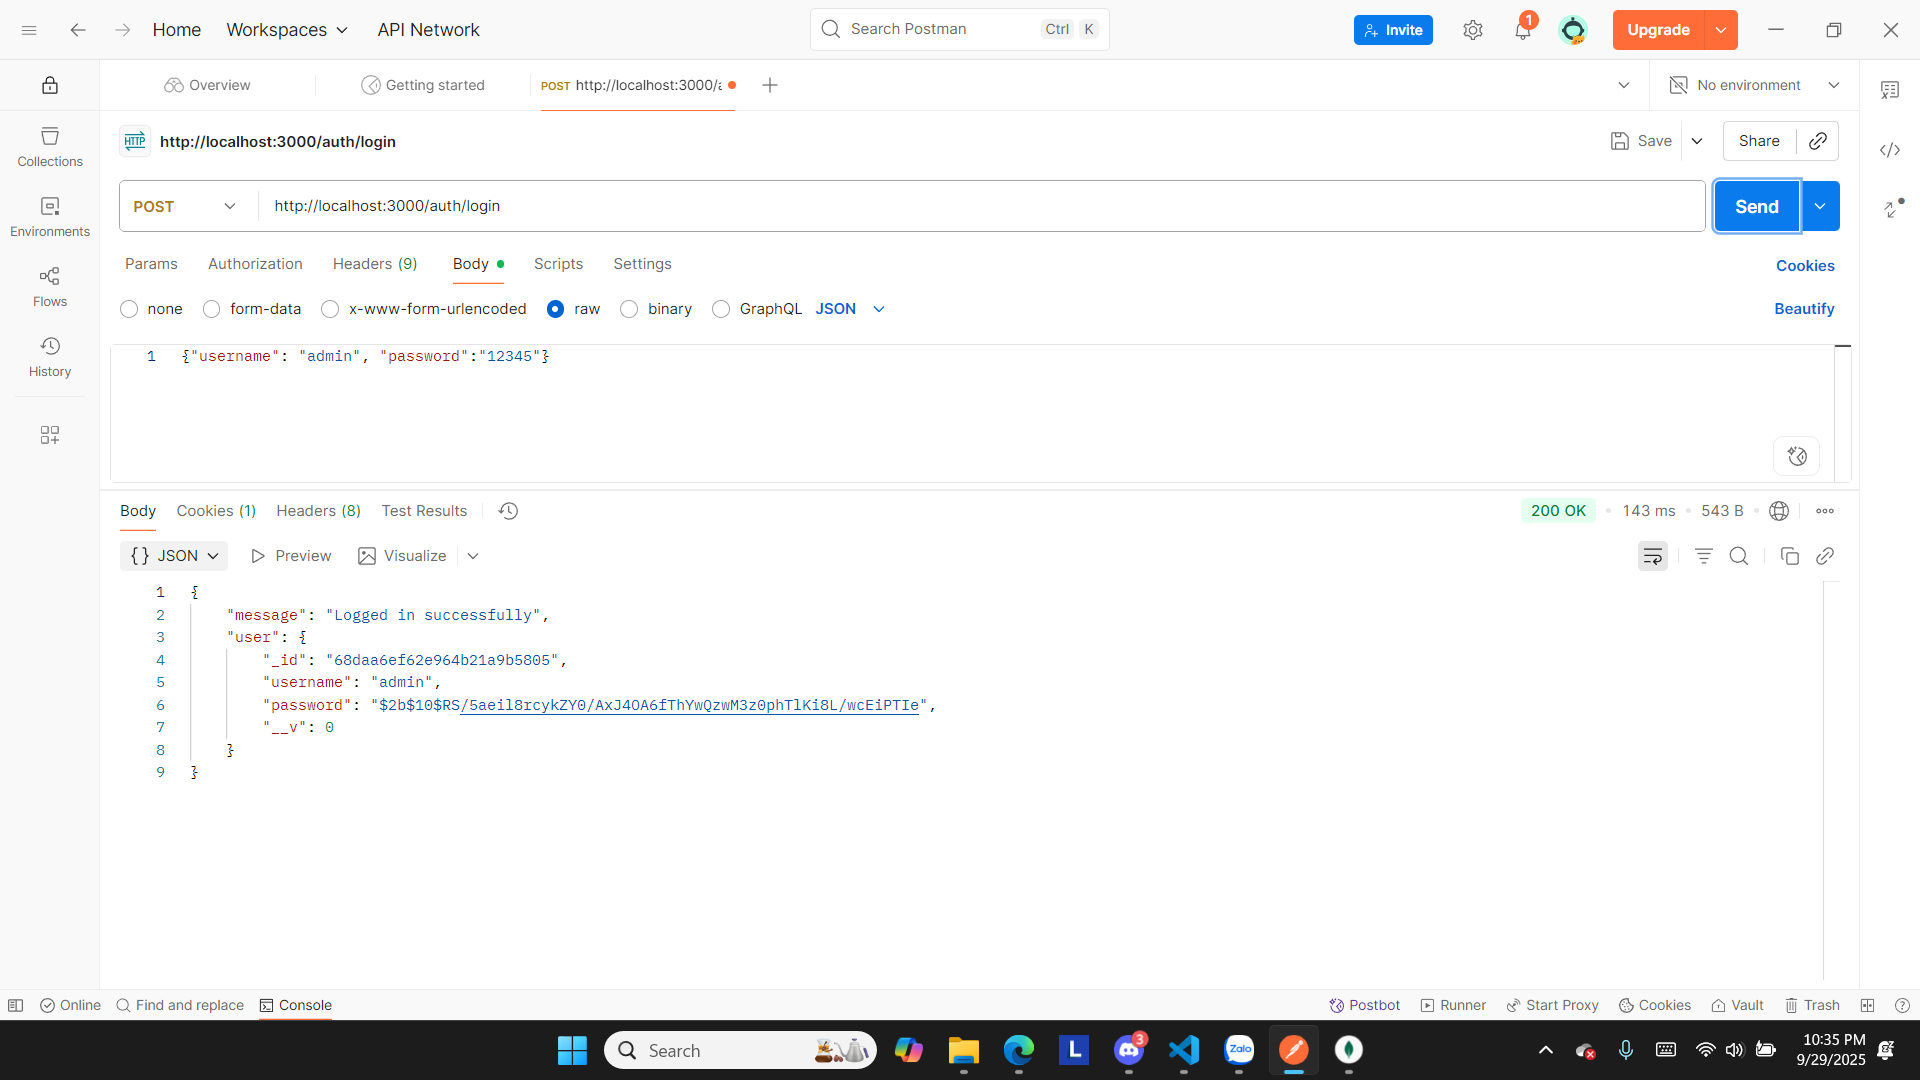 Home
Workspaces
API Network
Search Postman
Ctrl K
Invite
1
Upgrade
Overview
Getting started
POST http://localhost:3000/a
No environment
Collections
Environments
Flows
History
HTTP http://localhost:3000/auth/login
Save
Share
POST
http://localhost:3000/auth/login
Send
Params
Authorization
Headers (9)
Body
Scripts
Settings
Cookies
none
form-data
x-www-form-urlencoded
raw
binary
GraphQL
JSON
Beautify
1 {"username": "admin", "password":"12345"}
Body
Cookies (1)
Headers (8)
Test Results
200 OK
143 ms
543 B
{} JSON
Preview
Visualize
1 {
2 "message": "Logged in successfully",
3 "user": {
4 "_id": "68daa6ef62e964b21a9b5805",
5 "username": "admin",
6 "password": "$2b$10$RS/5aeil8rcykZY0/AxJ4OA6fThYwQzwM3z0phTlKi8L/wcEiPTIe",
7 "__v": 0
8 }
9 }
Online
Find and replace
Console
Postbot
Runner
Start Proxy
Cookies
Vault
Trash
Search
L
3
Zalo
10:35 PM
9/29/2025